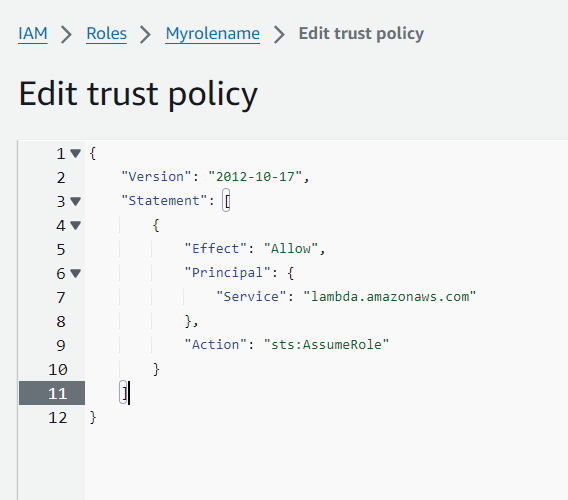 IAM > Roles > Myrolename > Edit trust policy
Edit trust policy
1 {
2 "Version": "2012-10-17",
3 "Statement": [
4 {
5 "Effect": "Allow",
6 "Principal": {
7 "Service": "lambda.amazonaws.com"
8 },
9 "Action": "sts:AssumeRole"
10 }
11 ]
12 }